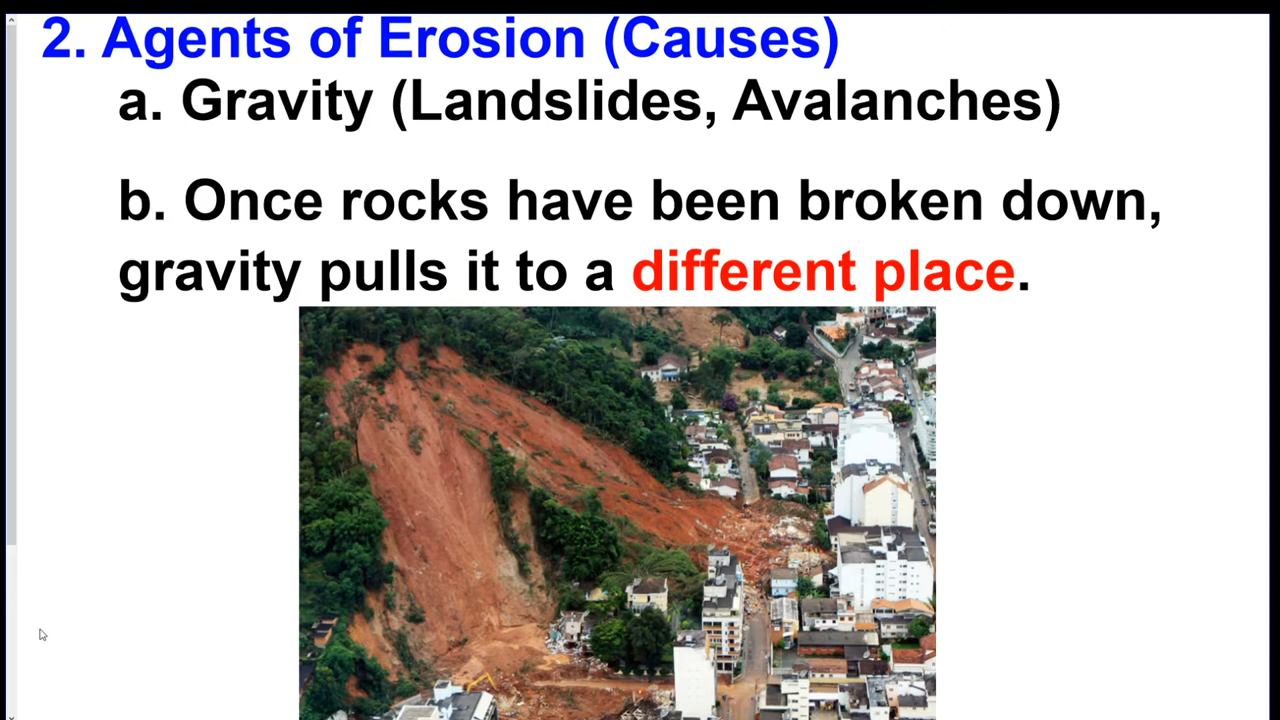 2. Agents of Erosion (Causes)
a. Gravity (Landslides, Avalanches)
b. Once rocks have been broken down,
gravity pulls it to a different place.